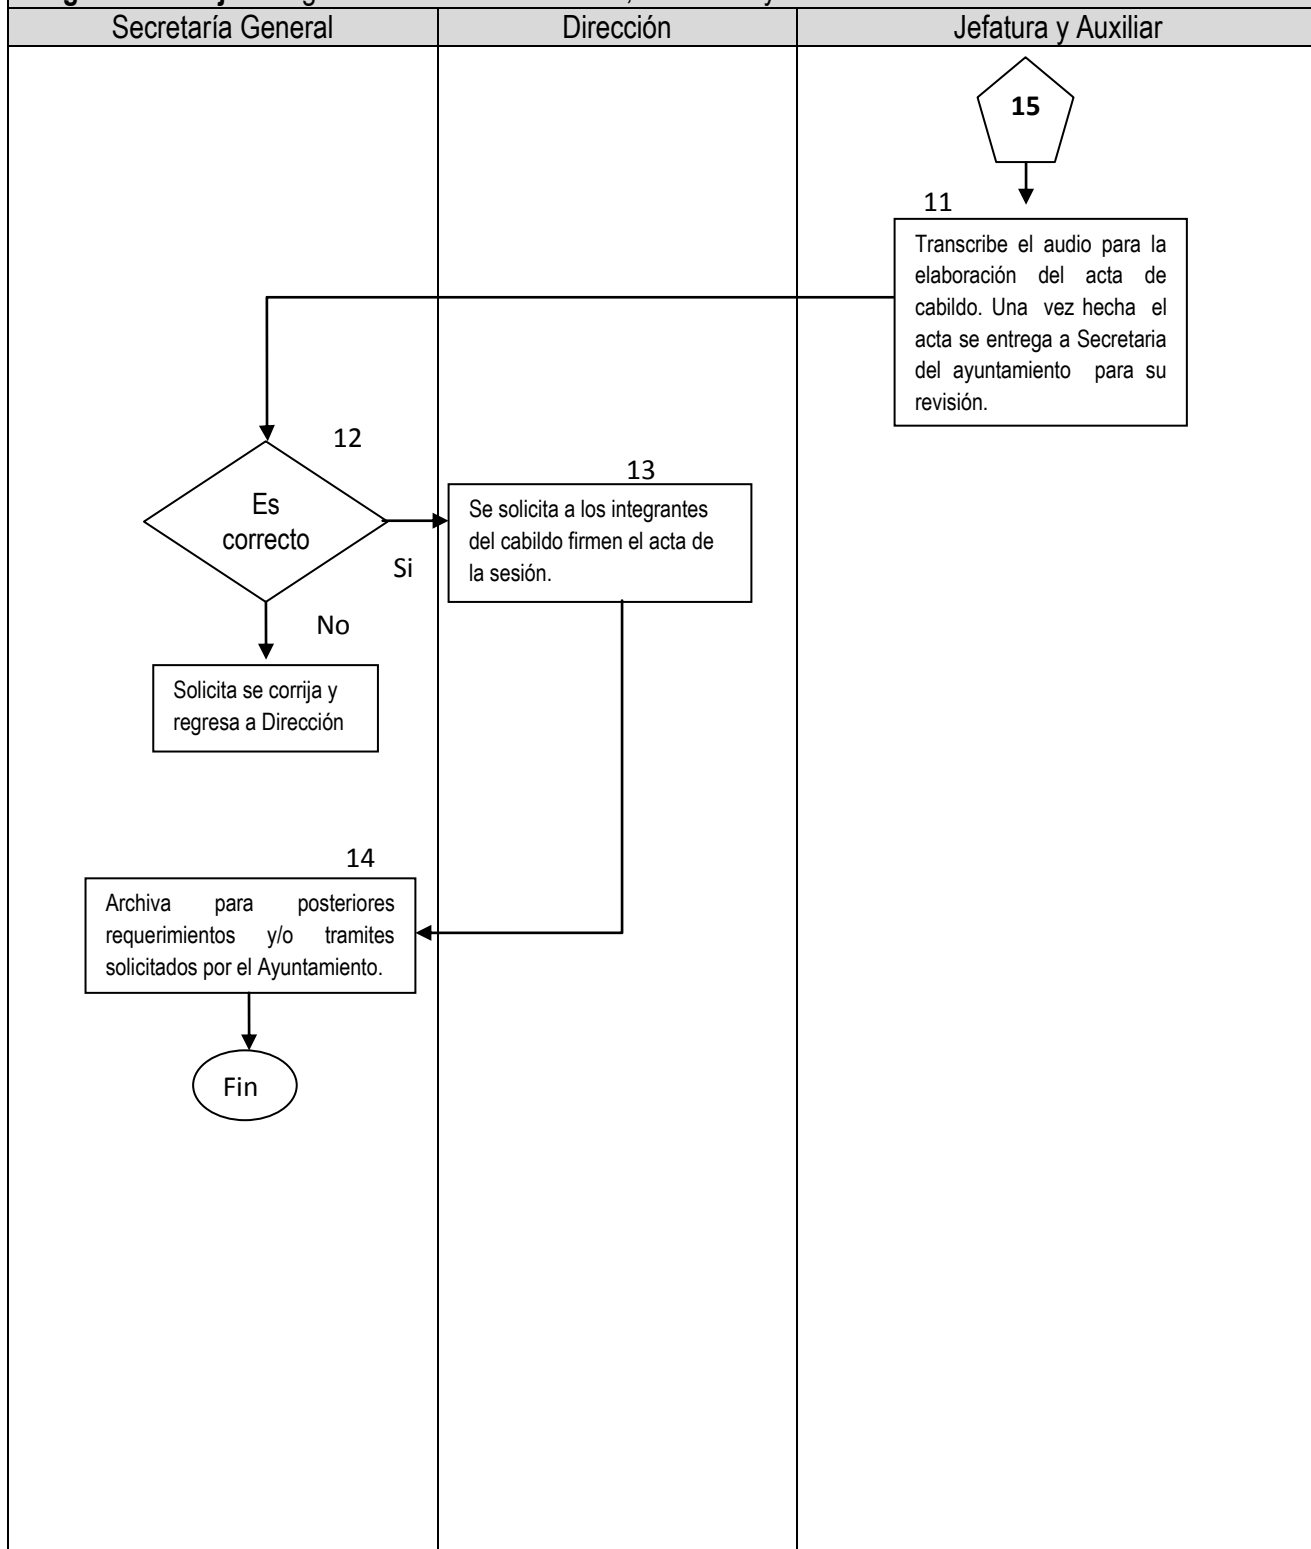 Secretaría General
Dirección
Jefatura y Auxiliar
15
11
Transcribe el audio para la
elaboración del acta de
cabildo. Una vez hecha el
acta se entrega a Secretaria
del ayuntamiento para su
revisión.
12
Es
correcto
Si
No
13
Se solicita a los integrantes
del cabildo firmen el acta de
la sesión.
Solicita se corrija y
regresa a Dirección
14
Archiva para posteriores
requerimientos y/o tramites
solicitados por el Ayuntamiento.
Fin